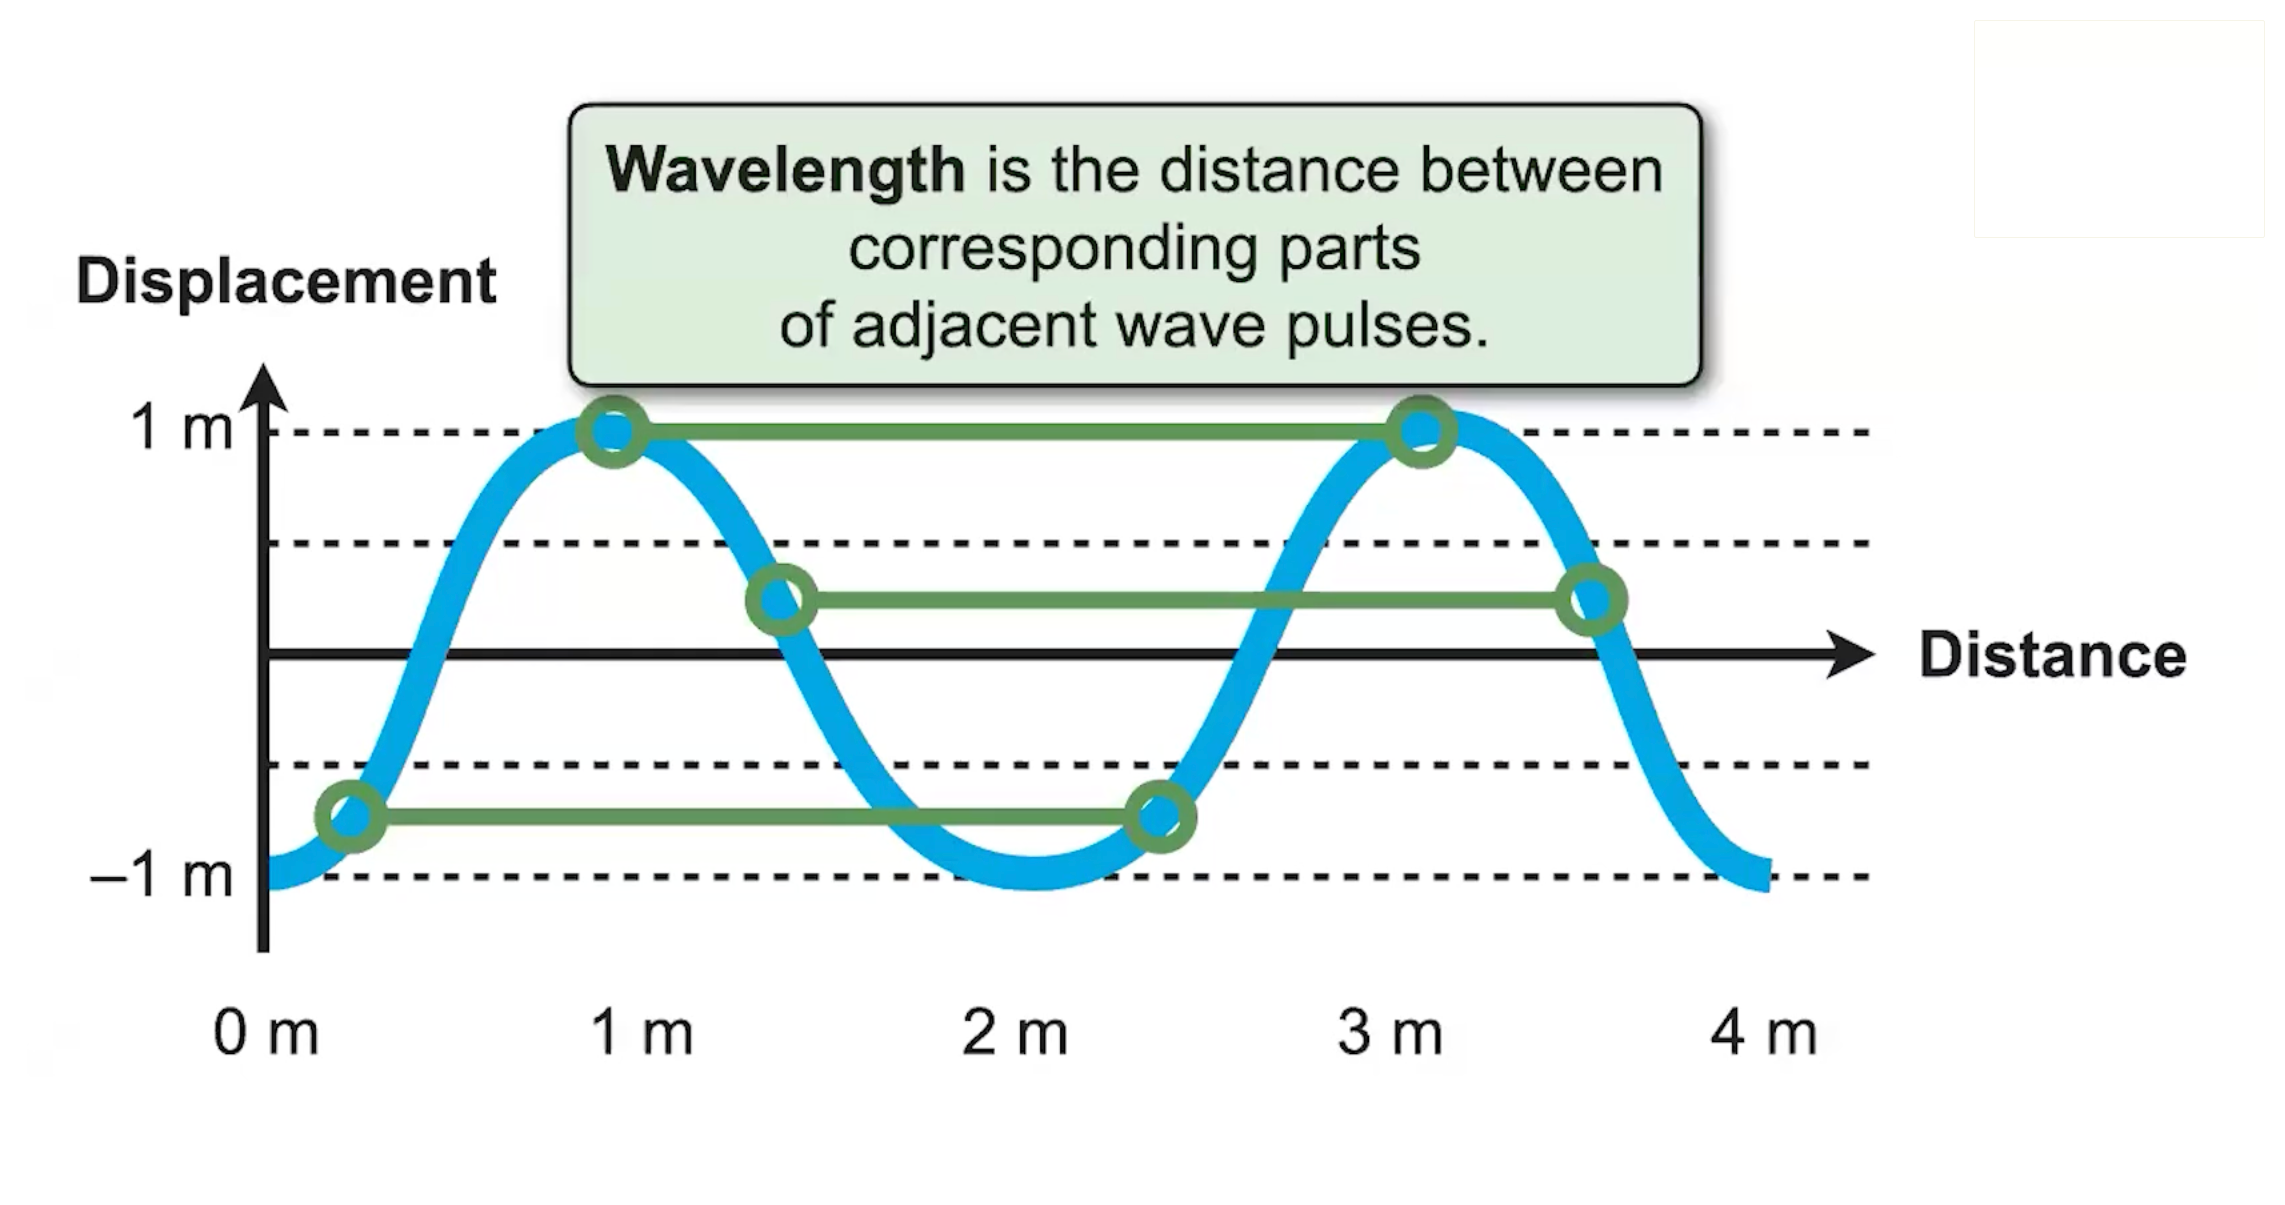 Wavelength is the distance between
corresponding parts
of adjacent wave pulses.
Displacement
1 m
Distance
–1 m
0 m 1 m 2 m 3 m 4 m